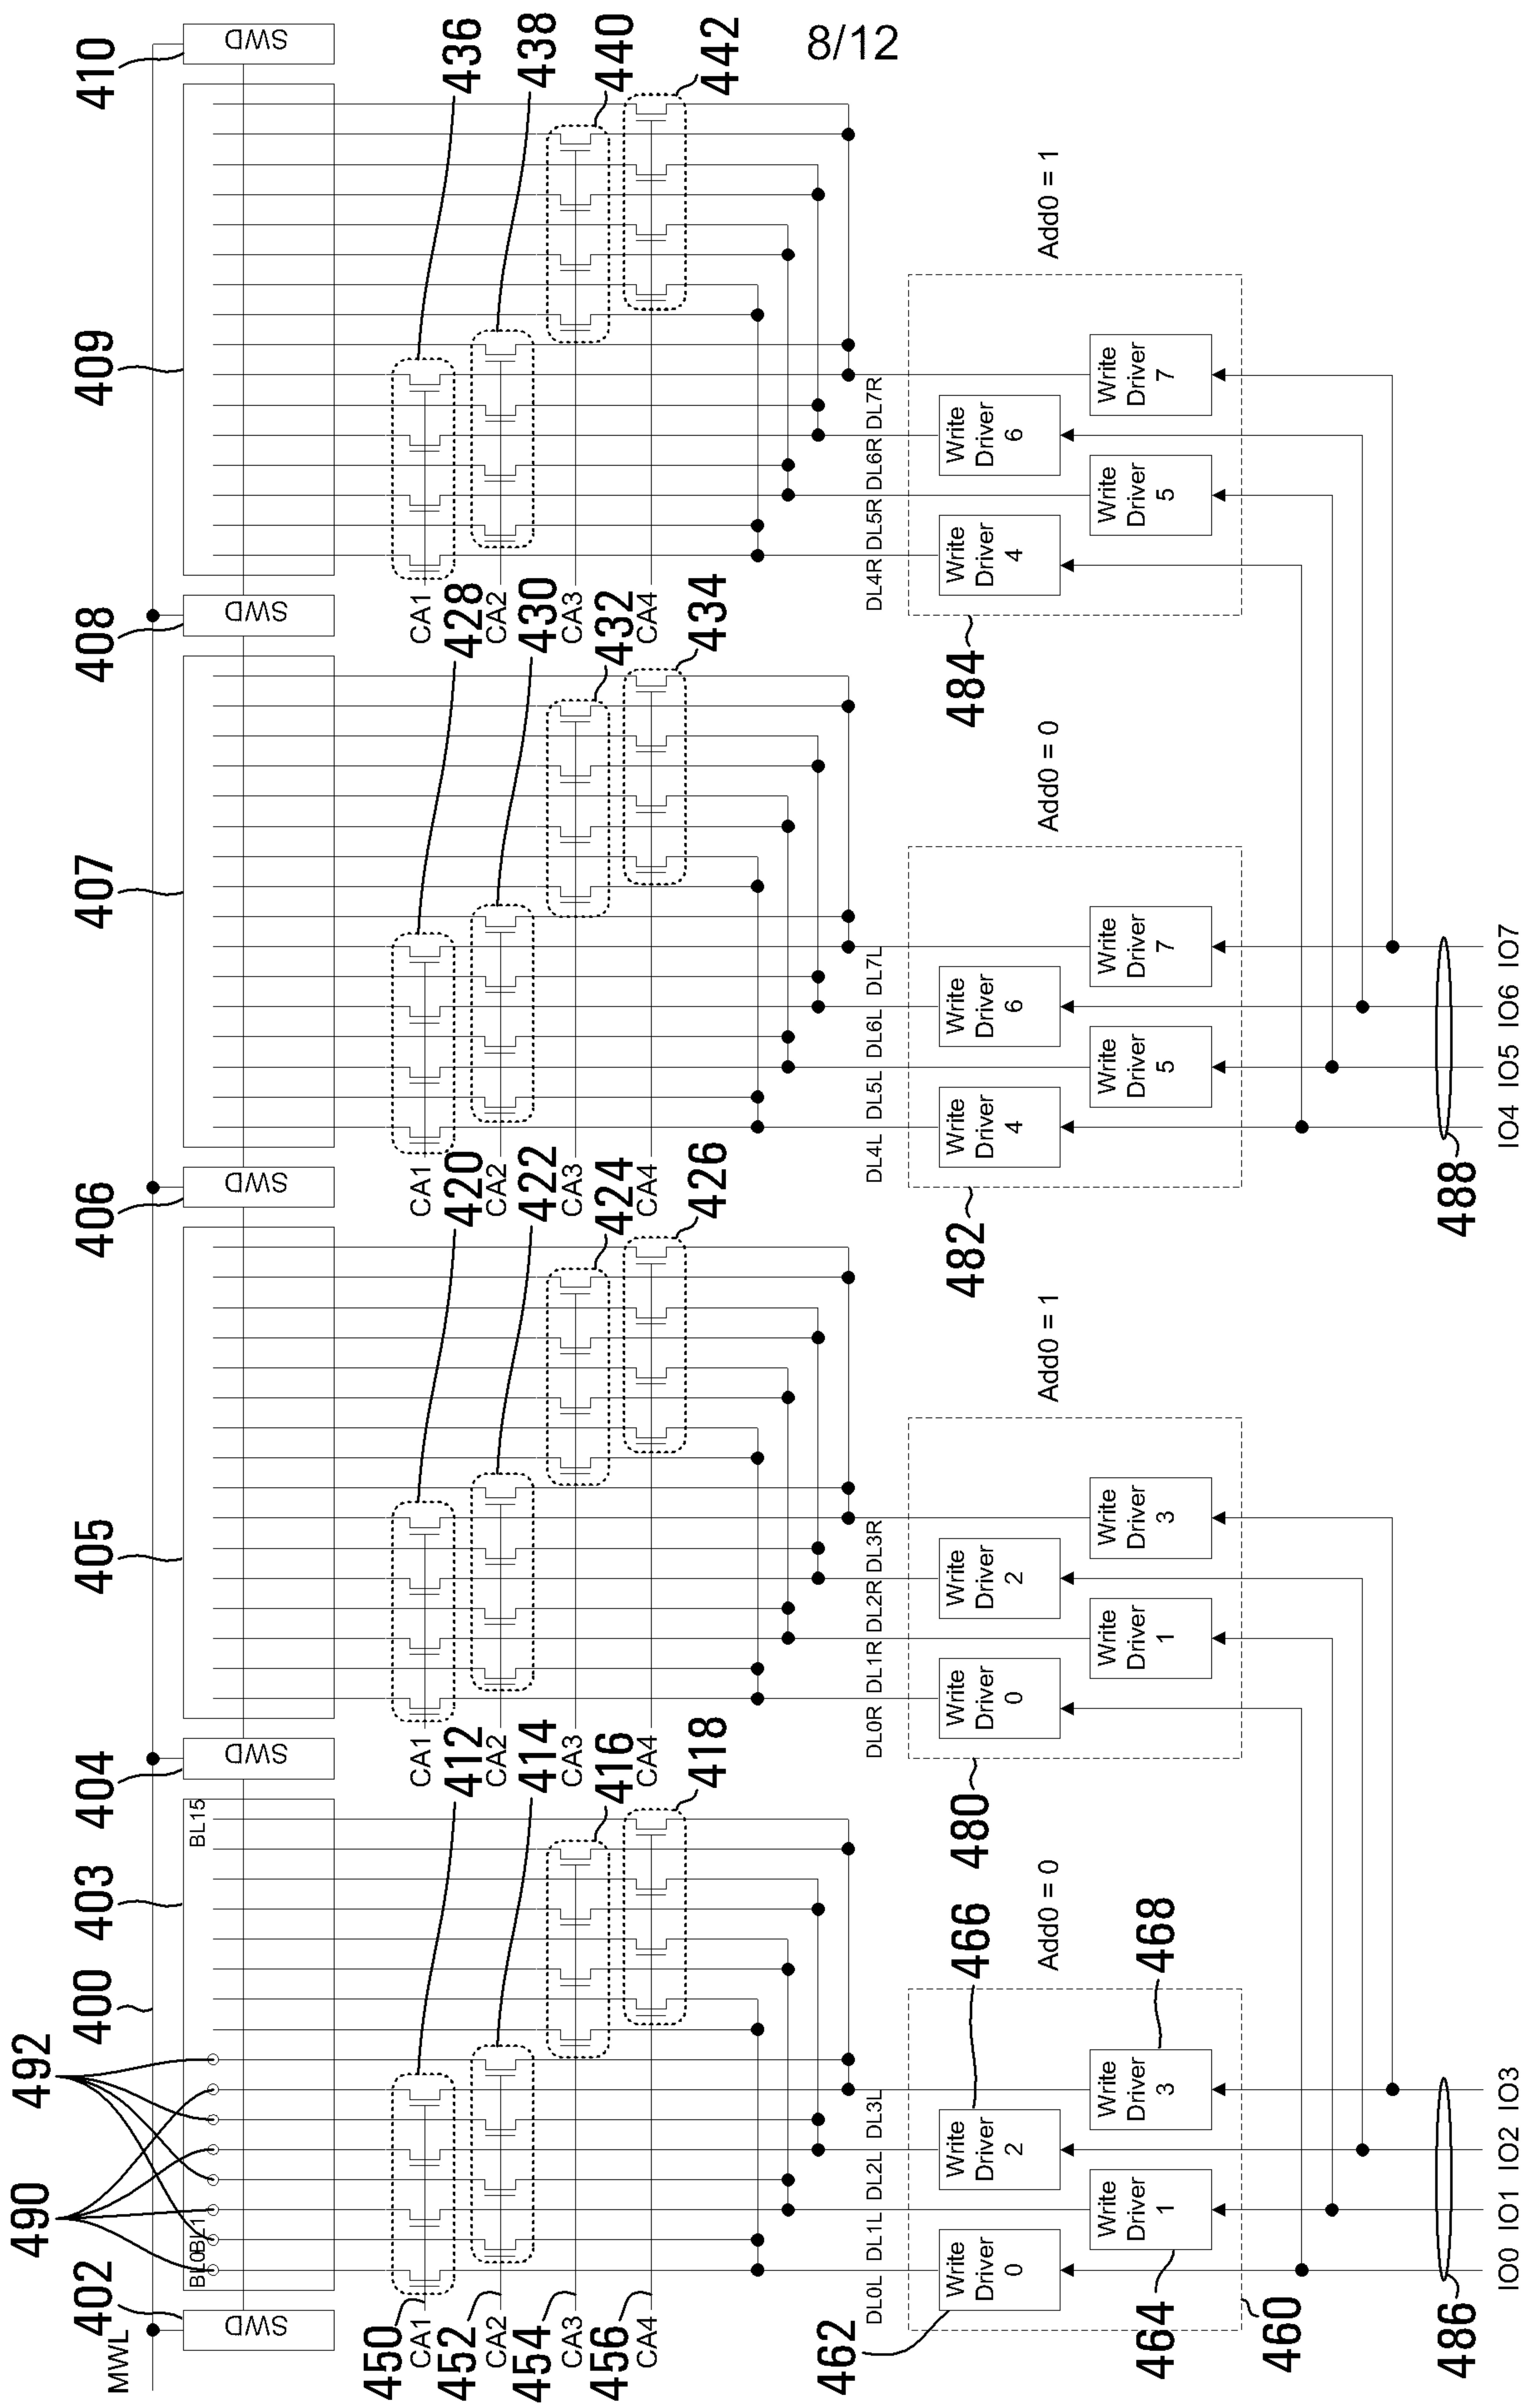 8/12
490 492
402 400 403 404 405 406 407 408 409 410
MWL
BL0 BL1 BL15
SWD SWD SWD SWD SWD
450 412 420 428 436
CA1 CA1 CA1 CA1
452 414 422 430 438
CA2 CA2 CA2 CA2
454 416 424 432 440
CA3 CA3 CA3 CA3
456 418 426 434 442
CA4 CA4 CA4 CA4
DL0L DL1L DL2L DL3L DL0R DL1R DL2R DL3R DL4L DL5L DL6L DL7L DL4R DL5R DL6R DL7R
462 466 480 482 484
Write Write Write Write Write Write Write Write
Driver Driver Driver Driver Driver Driver Driver Driver
0 2 0 2 4 6 4 6
Add0 = 0 Add0 = 1 Add0 = 0 Add0 = 1
464 468
Write Write Write Write Write Write Write Write
Driver Driver Driver Driver Driver Driver Driver Driver
1 3 1 3 5 7 5 7
460
486 488
IO0 IO1 IO2 IO3 IO4 IO5 IO6 IO7